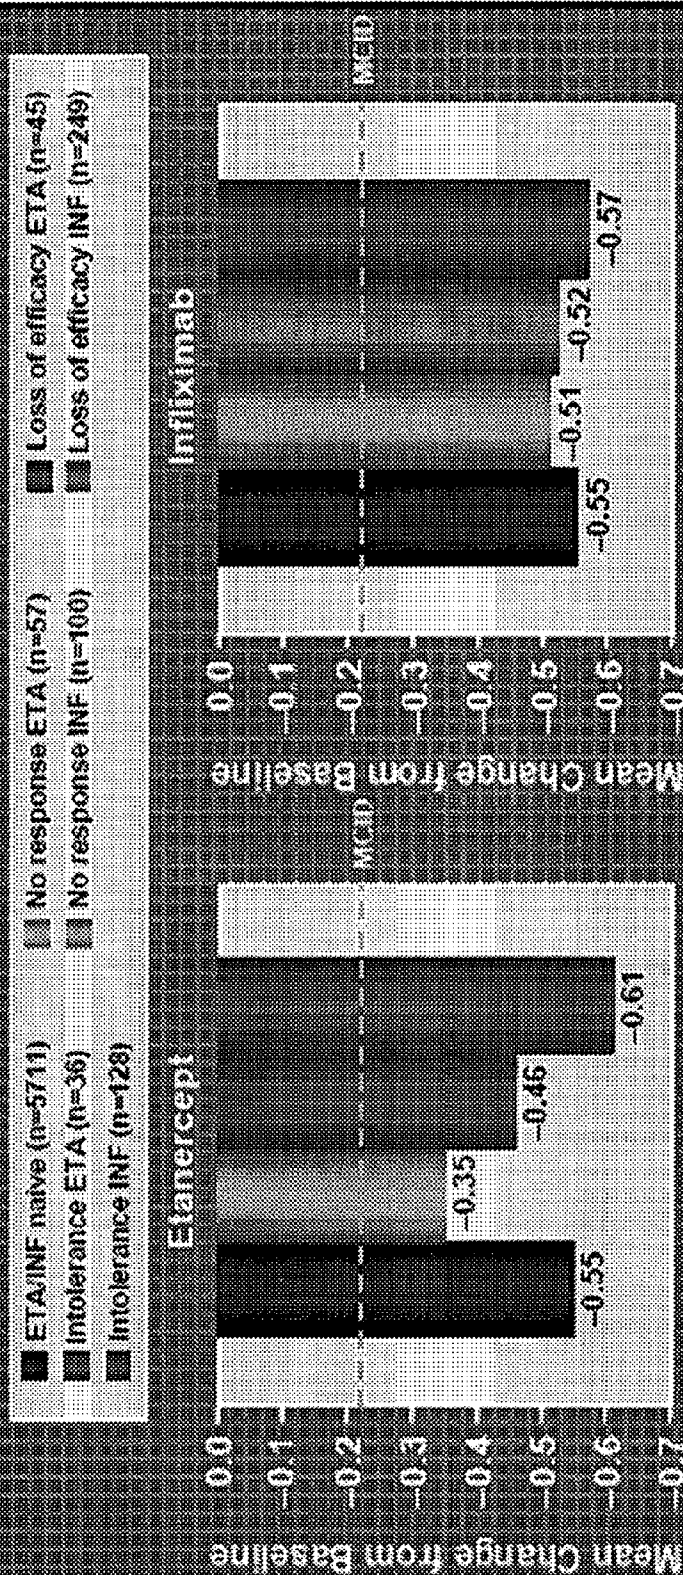 ETA/INF naive (n=5711)
Intolerance ETA (n=36)
Intolerance INF (n=128)
No response ETA (n=57)
No response INF (n=100)
Loss of efficacy ETA (n=45)
Loss of efficacy INF (n=249)
Etanercept
Mean Change from Baseline
0.0
–0.1
–0.2
–0.3
–0.4
–0.5
–0.6
–0.7
MCID
–0.55
–0.35
–0.46
–0.61
Infliximab
Mean Change from Baseline
0.0
–0.1
–0.2
–0.3
–0.4
–0.5
–0.6
–0.7
MCID
–0.55
–0.51
–0.52
–0.57